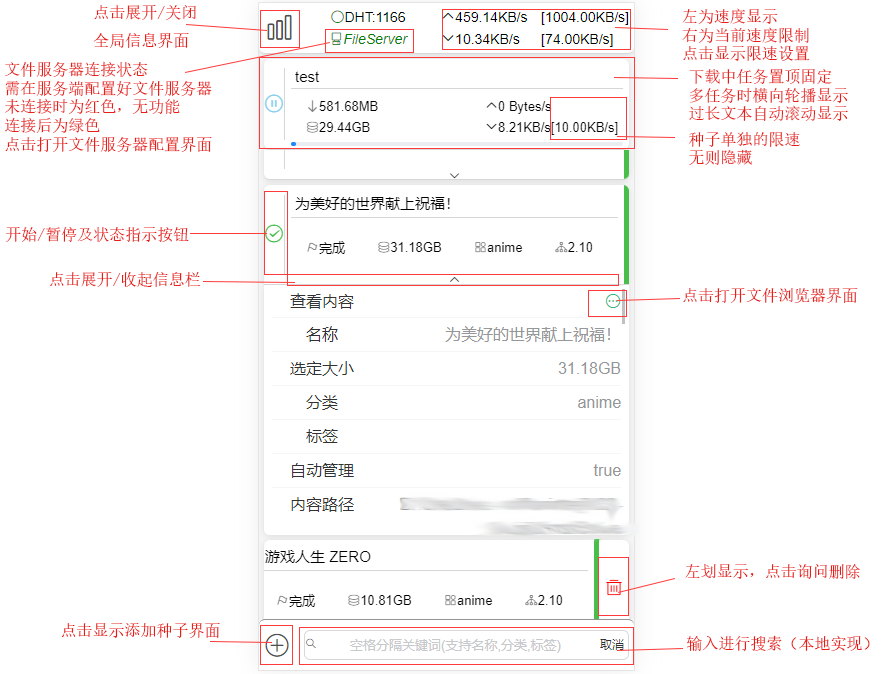 点击展开/关闭
全局信息界面
DHT:1166
459.14KB/s [1004.00KB/s]
FileServer
10.34KB/s [74.00KB/s]
左为速度显示
右为当前速度限制
点击显示限速设置
文件服务器连接状态
需在服务端配置好文件服务器
未连接时为红色，无功能
连接后为绿色
点击打开文件服务器配置界面
test
581.68MB
0 Bytes/s
29.44GB
8.21KB/s[10.00KB/s]
下载中任务置顶固定
多任务时横向轮播显示
过长文本自动滚动显示
种子单独的限速
无则隐藏
为美好的世界献上祝福！
开始/暂停及状态指示按钮
完成 31.18GB anime 2.10
点击展开/收起信息栏
查看内容
点击打开文件浏览器界面
名称 为美好的世界献上祝福！
选定大小 31.18GB
分类 anime
标签
自动管理 true
内容路径
游戏人生 ZERO
左划显示，点击询问删除
完成 10.81GB anime 2.10
点击显示添加种子界面
空格分隔关键词(支持名称,分类,标签) 取消
输入进行搜索（本地实现）